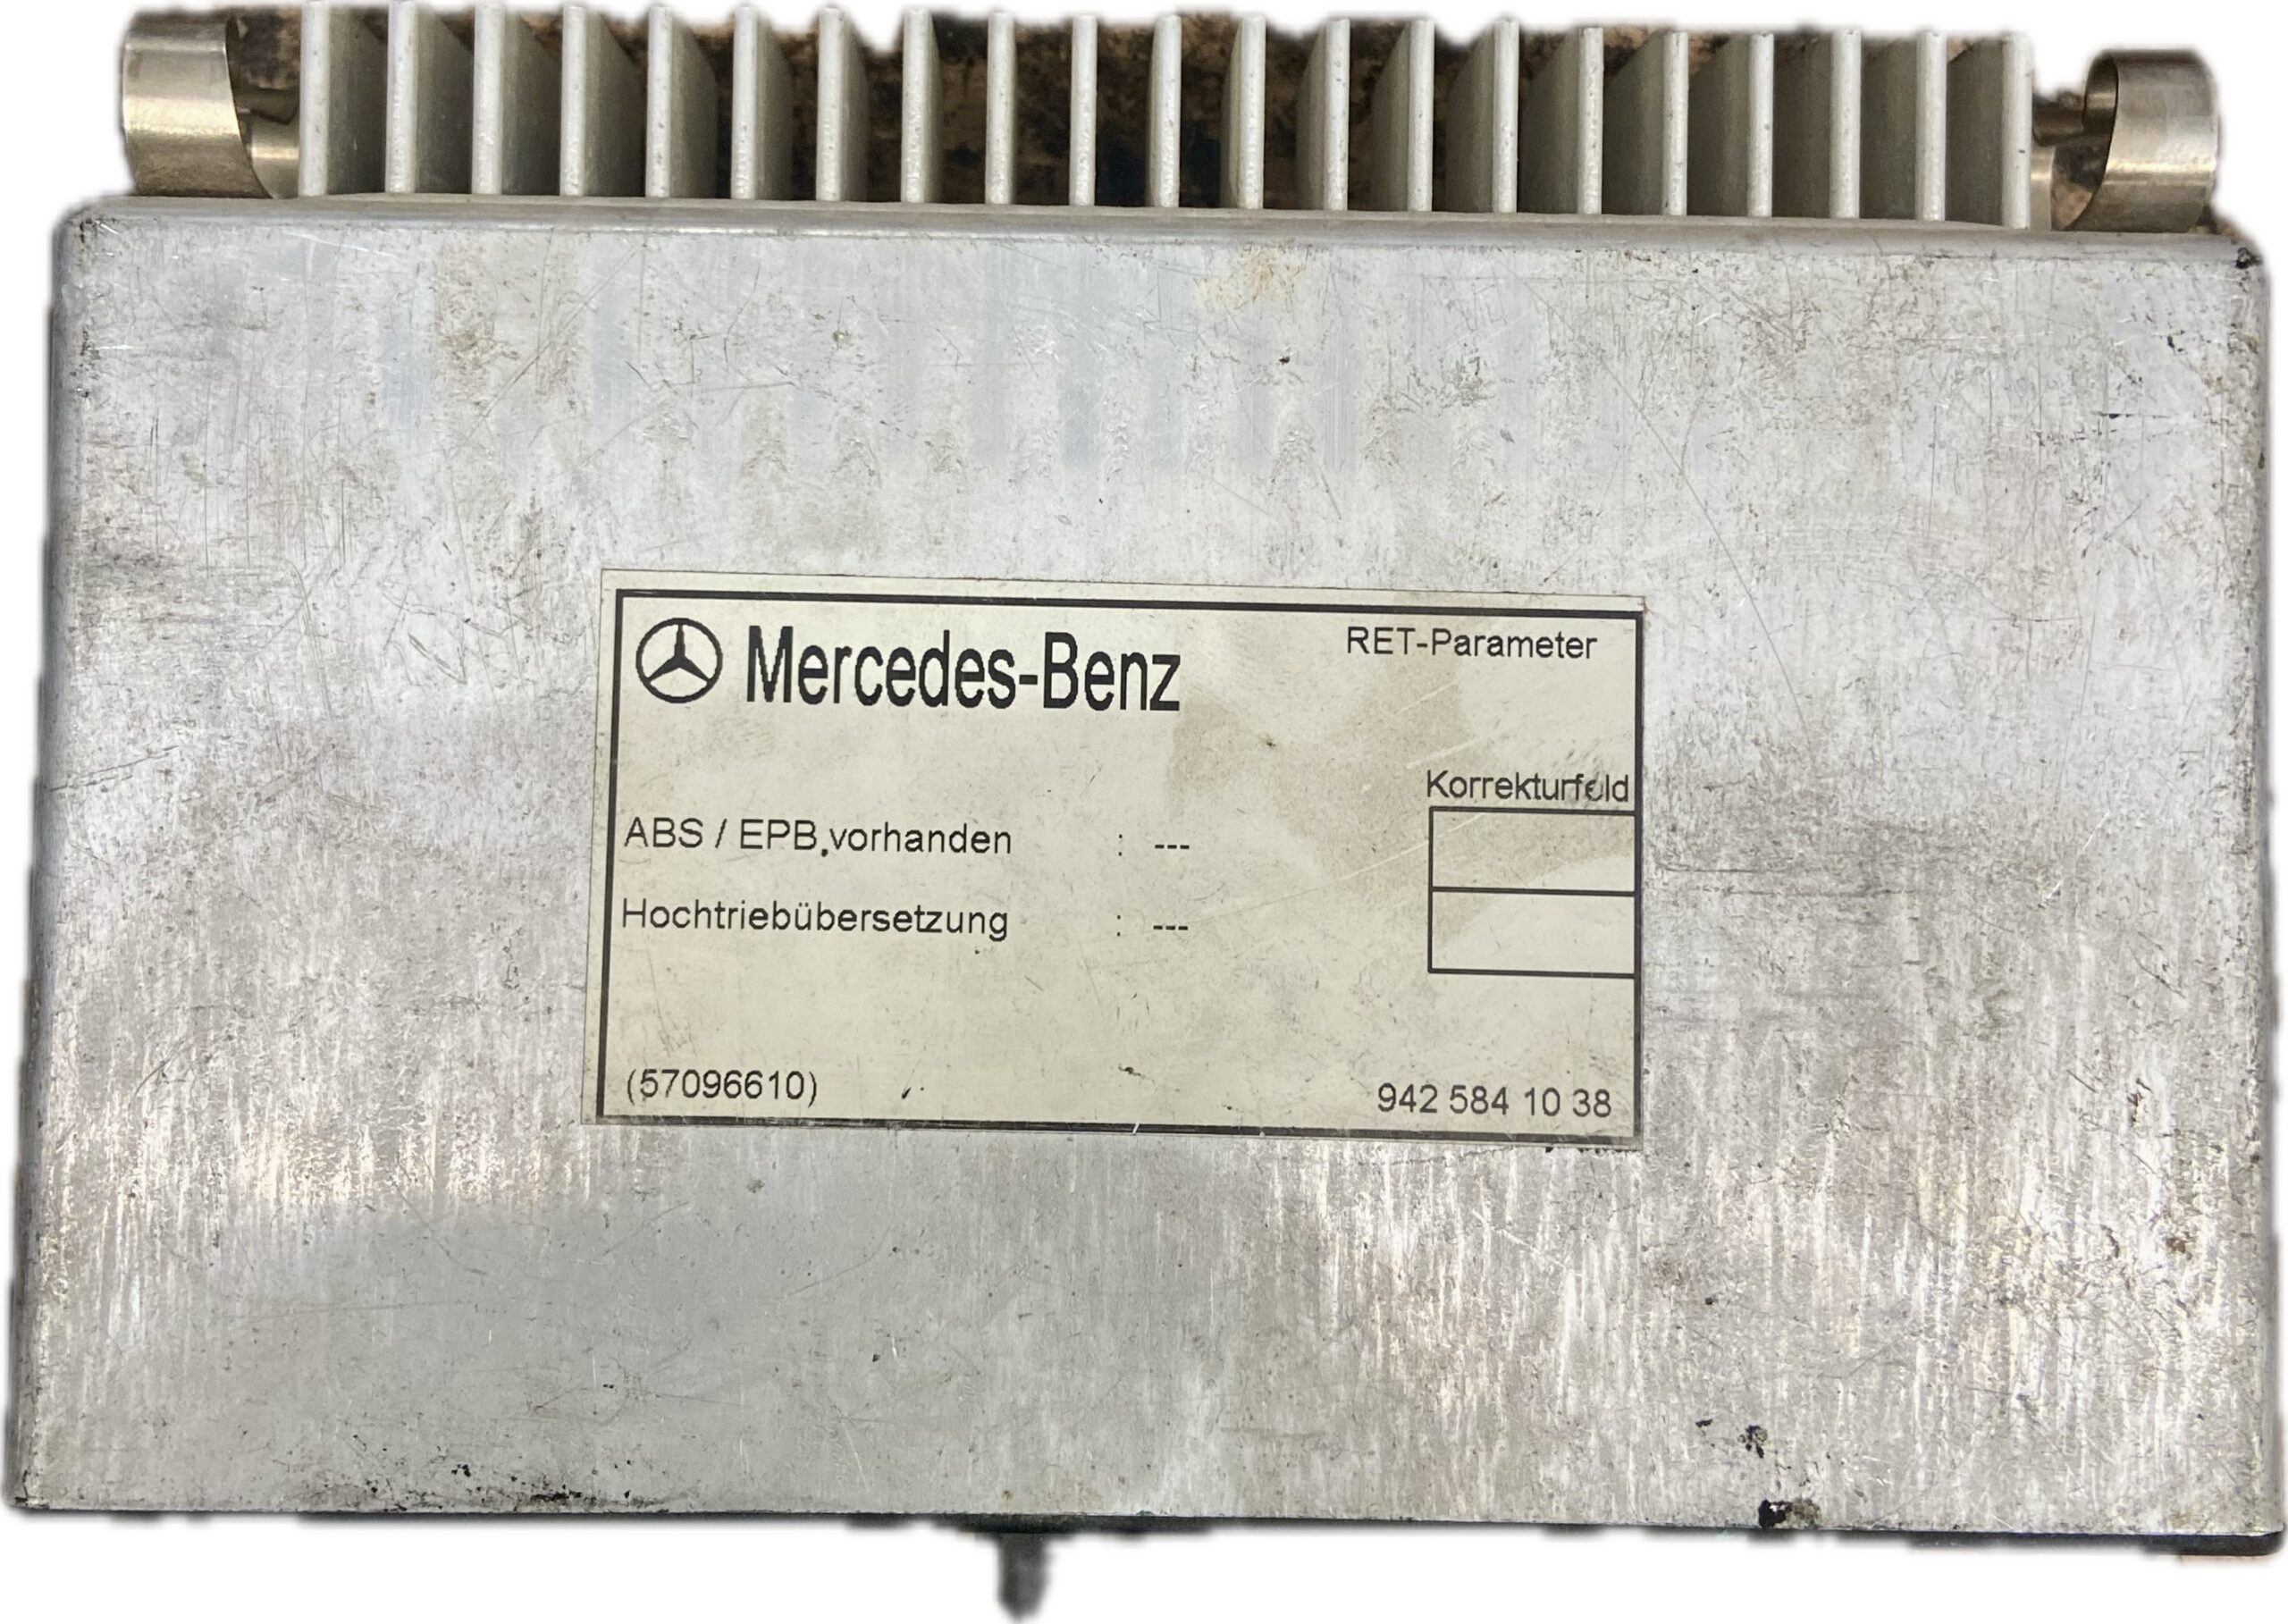 Mercedes-Benz
RET-Parameter
Korrekturfeld
ABS / EPB vorhanden : ---
Hochtriebübersetzung : ---
(57096610)
942 584 10 38